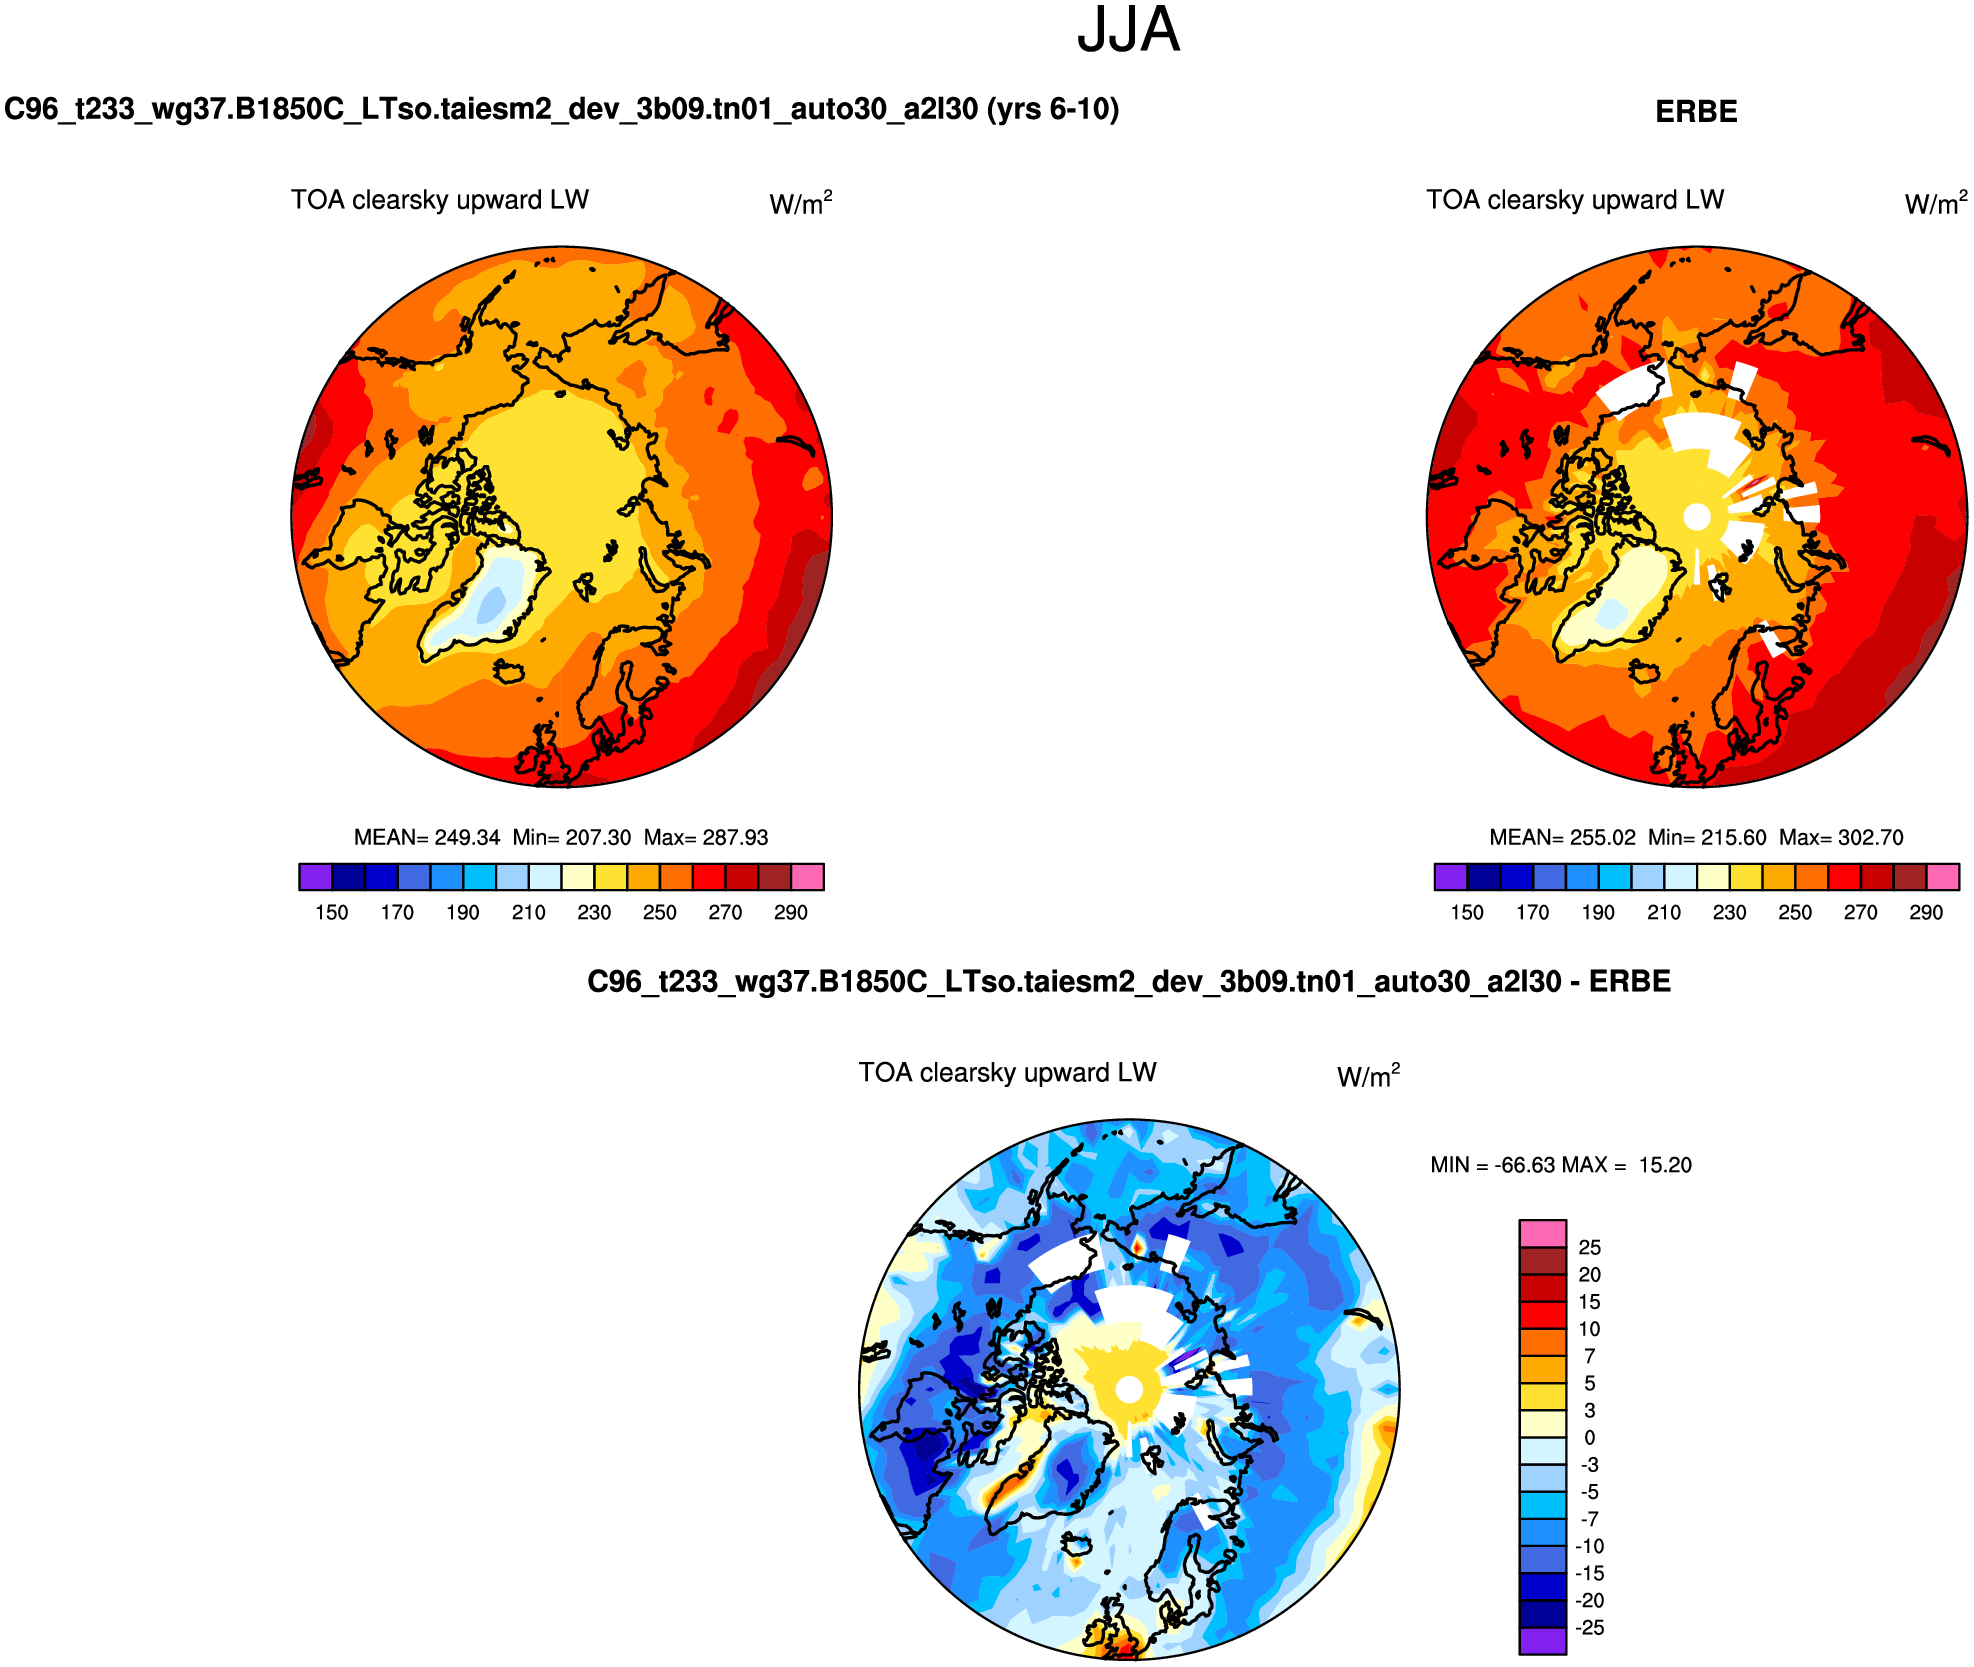 JJA
C96_t233_wg37.B1850C_LTso.taiesm2_dev_3b09.tn01_auto30_a2l30 (yrs 6-10)
ERBE
TOA clearsky upward LW W/m²
TOA clearsky upward LW W/m²
MEAN= 249.34 Min= 207.30 Max= 287.93
MEAN= 255.02 Min= 215.60 Max= 302.70
150 170 190 210 230 250 270 290
150 170 190 210 230 250 270 290
C96_t233_wg37.B1850C_LTso.taiesm2_dev_3b09.tn01_auto30_a2l30 - ERBE
TOA clearsky upward LW W/m²
MIN = -66.63 MAX = 15.20
25
20
15
10
7
5
3
0
-3
-5
-7
-10
-15
-20
-25